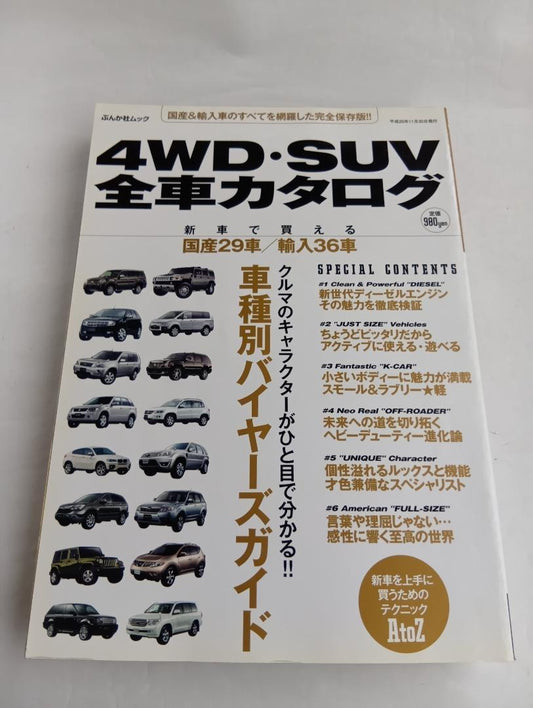 ぶんか社ムック
国産&輸入車のすべてを網羅した完全保存版!!
平成20年11月30日発行
4WD・SUV
全車カタログ
定価
980yen
新車で買える
国産29車/輸入36車
クルマのキャラクターがひと目で分かる!!
車種別バイヤーズガイド
SPECIAL CONTENTS
#1 Clean & Powerful "DIESEL"
新世代ディーゼルエンジン
その魅力を徹底検証
#2 "JUST SIZE" Vehicles
ちょうどピッタリだから
アクティブに使える・遊べる
#3 Fantastic "K-CAR"
小さいボディーに魅力が満載
スモール&ラブリー★軽
#4 Neo Real "OFF-ROADER"
未来への道を切り拓く
ヘビーデューティー進化論
#5 "UNIQUE" Character
個性溢れるルックスと機能
才色兼備なスペシャリスト
#6 American "FULL-SIZE"
言葉や理屈じゃない…
感性に響く至高の世界
新車を上手に
買うための
テクニック
AtoZ